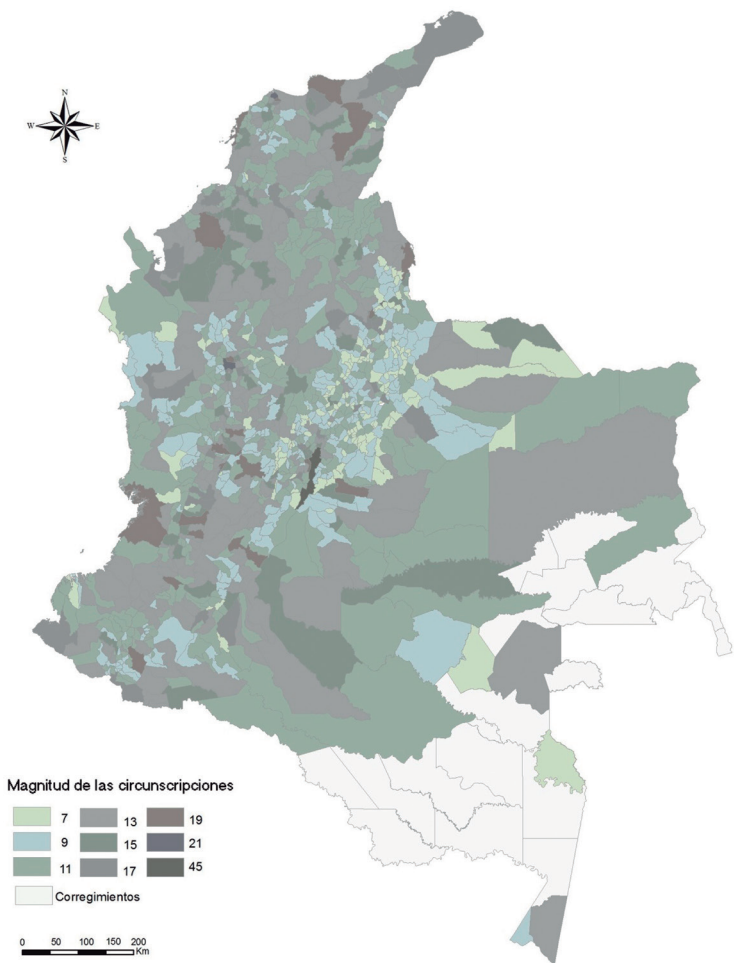 N
W E
S
Magnitud de las circunscripciones
7 13 19
9 15 21
11 17 45
Corregimientos
0 50 100 150 200
Km